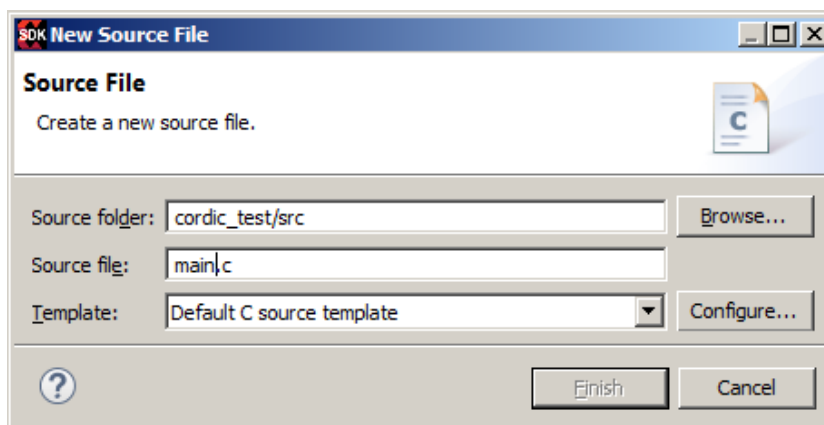 SDK New Source File
Source File
Create a new source file.
C
Source folder: cordic_test/src Browse...
Source file: main.c
Template: Default C source template Configure...
? Finish Cancel